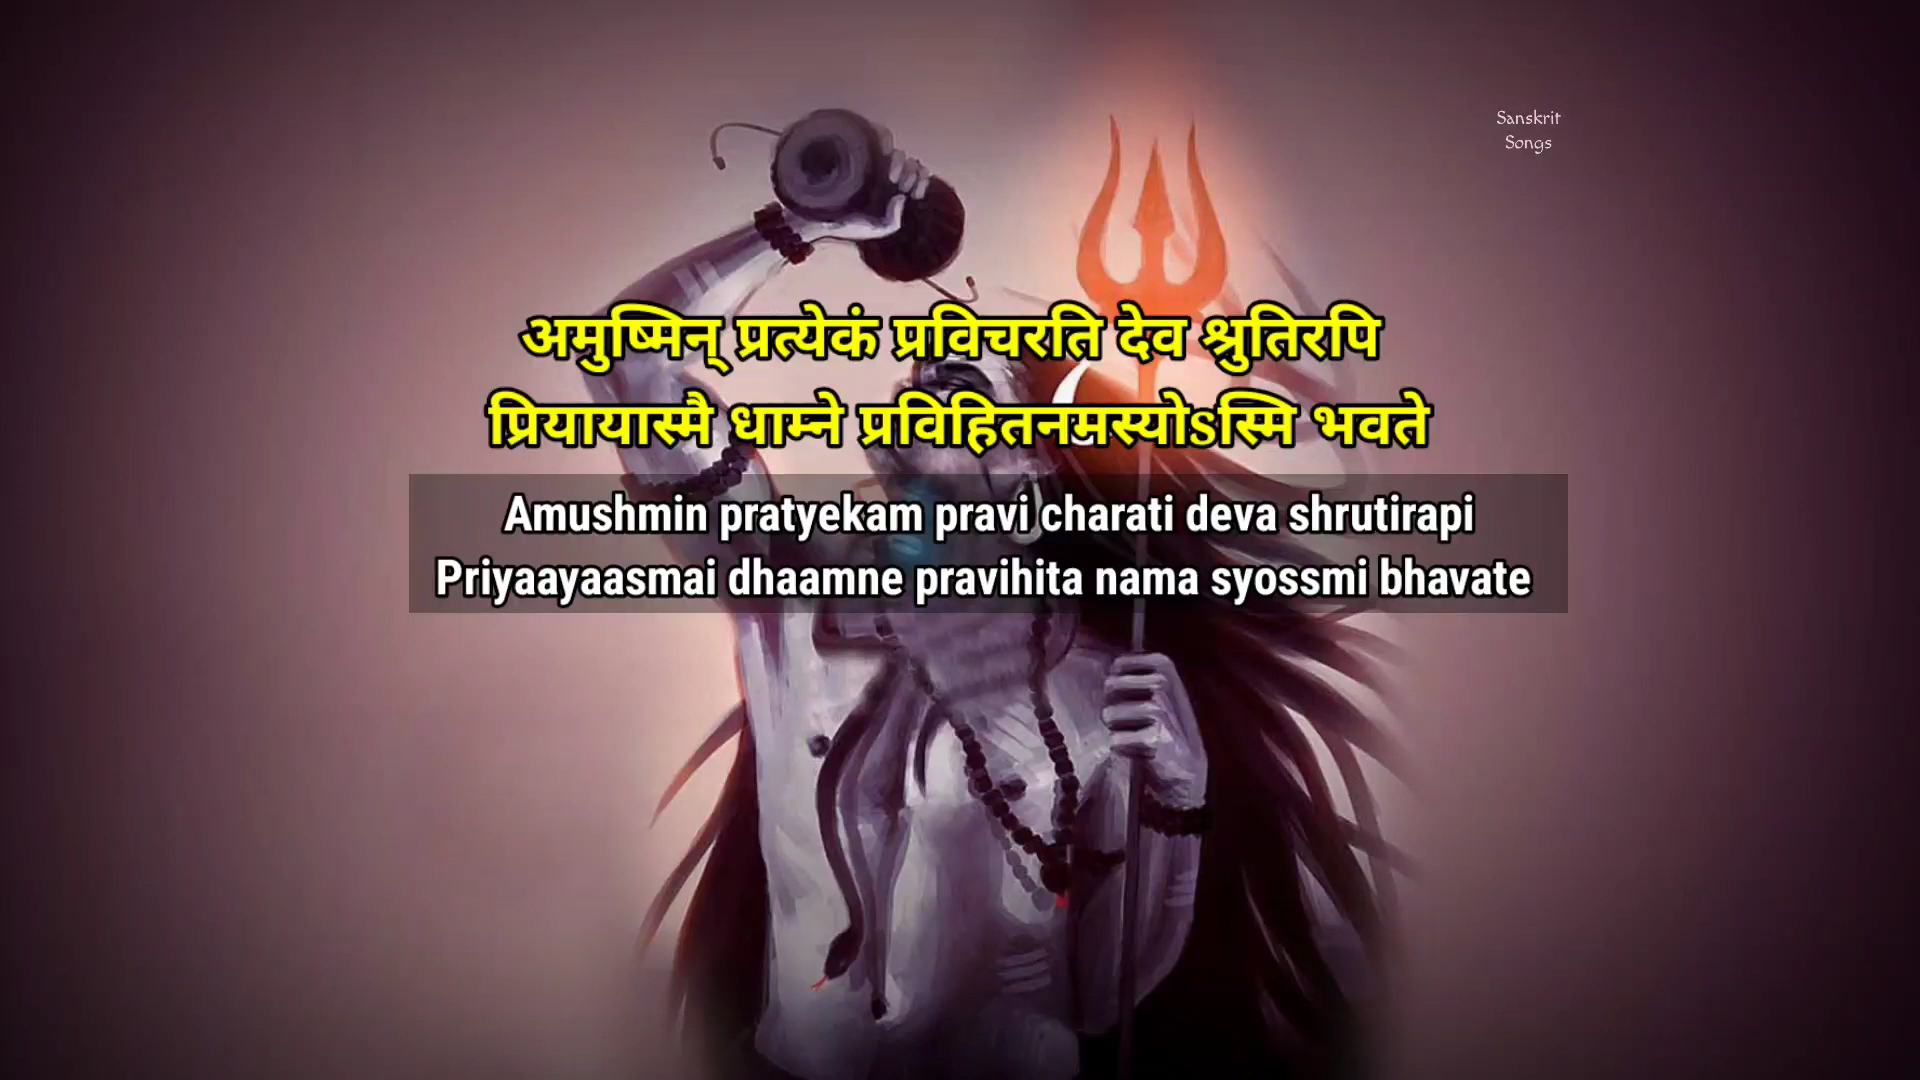 Sanskrit
Songs
अमुष्मिन् प्रत्येकं प्रविचरति देव श्रुतिरपि
प्रियायास्मै धाम्ने प्रविहितनमस्योऽस्मि भवते
Amushmin pratyekam pravi charati deva shrutirapi
Priyaayaasmai dhaamne pravihita nama syossmi bhavate